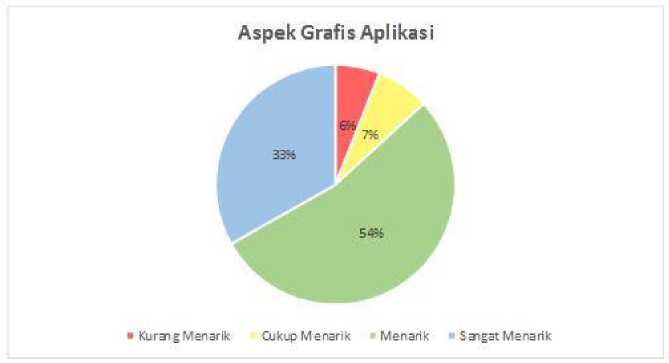 Aspek Grafis Aplikasi
6%
7%
33%
54%
Kurang Menarik Cukup Menarik Menarik Sangat Menarik